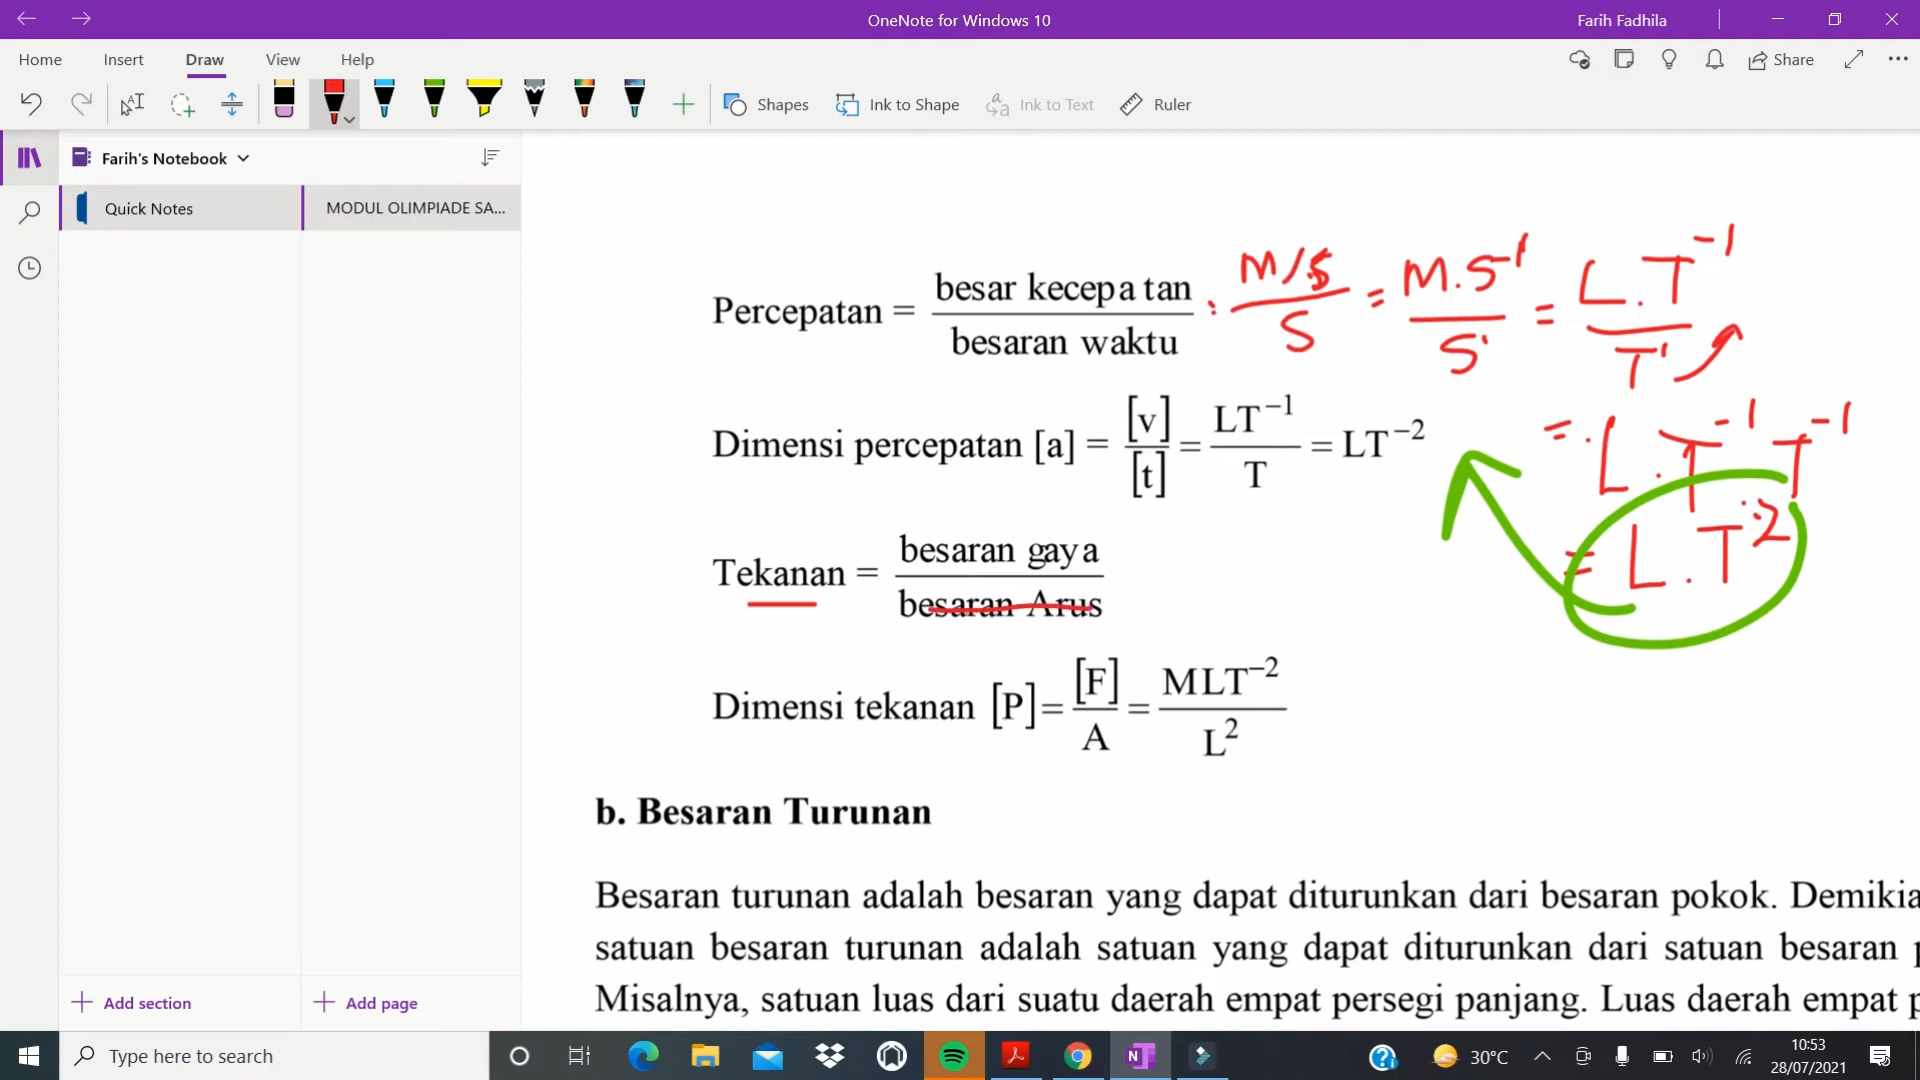 OneNote for Windows 10
Farih Fadhila
Home Insert Draw View Help
Share
Shapes Ink to Shape Ink to Text Ruler
Farih's Notebook
Quick Notes
MODUL OLIMPIADE SA...
Percepatan = besar kecepa tan / besaran waktu : M/S / S = M.S^-1 / S^1 = L.T^-1 / T^1
= . L . T^-1 T^-1
Dimensi percepatan [a] = [v] / [t] = LT^−2 / T = LT^−2
= L . T^-2
Tekanan = besaran gaya / besaran Arus
Dimensi tekanan [P] = [F] / A = MLT^−2 / L^2
b. Besaran Turunan
Besaran turunan adalah besaran yang dapat diturunkan dari besaran pokok. Demikia
satuan besaran turunan adalah satuan yang dapat diturunkan dari satuan besaran p
Misalnya, satuan luas dari suatu daerah empat persegi panjang. Luas daerah empat p
Add section
Add page
Type here to search
30°C
10:53
28/07/2021